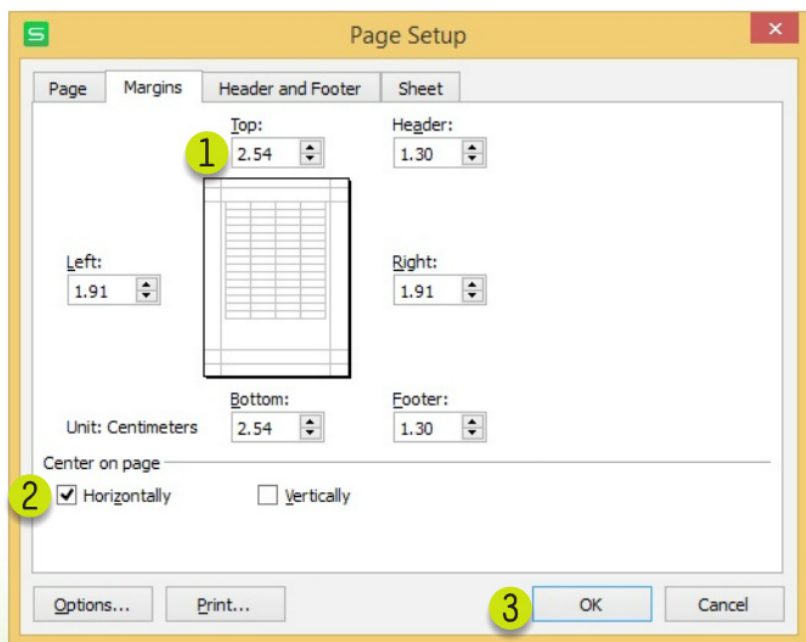 S
Page Setup
Page Margins Header and Footer Sheet
Top: Header:
1 2.54 1.30
Left: Right:
1.91 1.91
Bottom: Footer:
Unit: Centimeters 2.54 1.30
Center on page
2 Horizontally Vertically
Options... Print... 3 OK Cancel